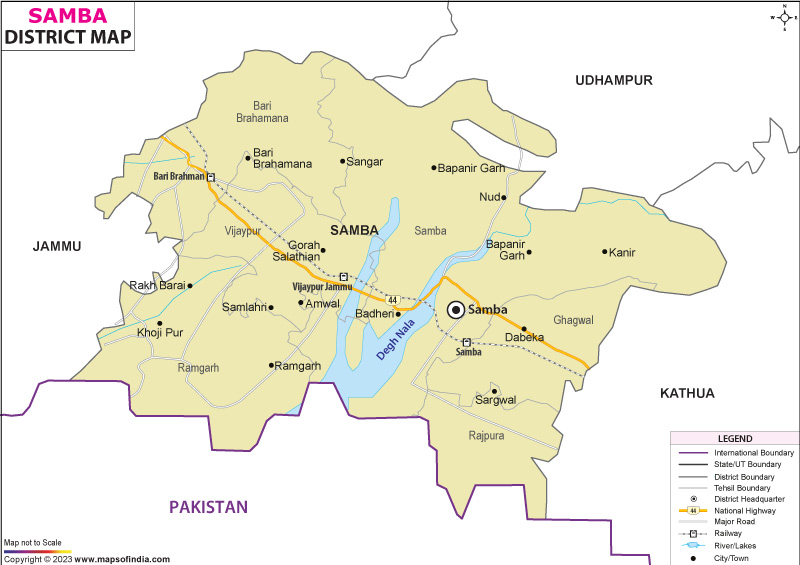 SAMBA
DISTRICT MAP
N
W
E
S
UDHAMPUR
Bari
Brahamana
Bari
Brahamana
Sangar
Bapanir Garh
Bari Brahman
Nud
JAMMU
Vijaypur
SAMBA
Samba
Gorah
Salathian
Bapanir
Garh
Kanir
Rakh Barai
Vijaypur Jammu
44
Samlahri
Amwal
Badheri
Samba
Ghagwal
Khoji Pur
Degh Nala
Dabeka
Samba
Ramgarh
Ramgarh
Sargwal
KATHUA
Rajpura
PAKISTAN
LEGEND
International Boundary
State/UT Boundary
District Boundary
Tehsil Boundary
District Headquarter
44 National Highway
Major Road
Railway
River/Lakes
City/Town
Map not to Scale
Copyright © 2023 www.mapsofindia.com